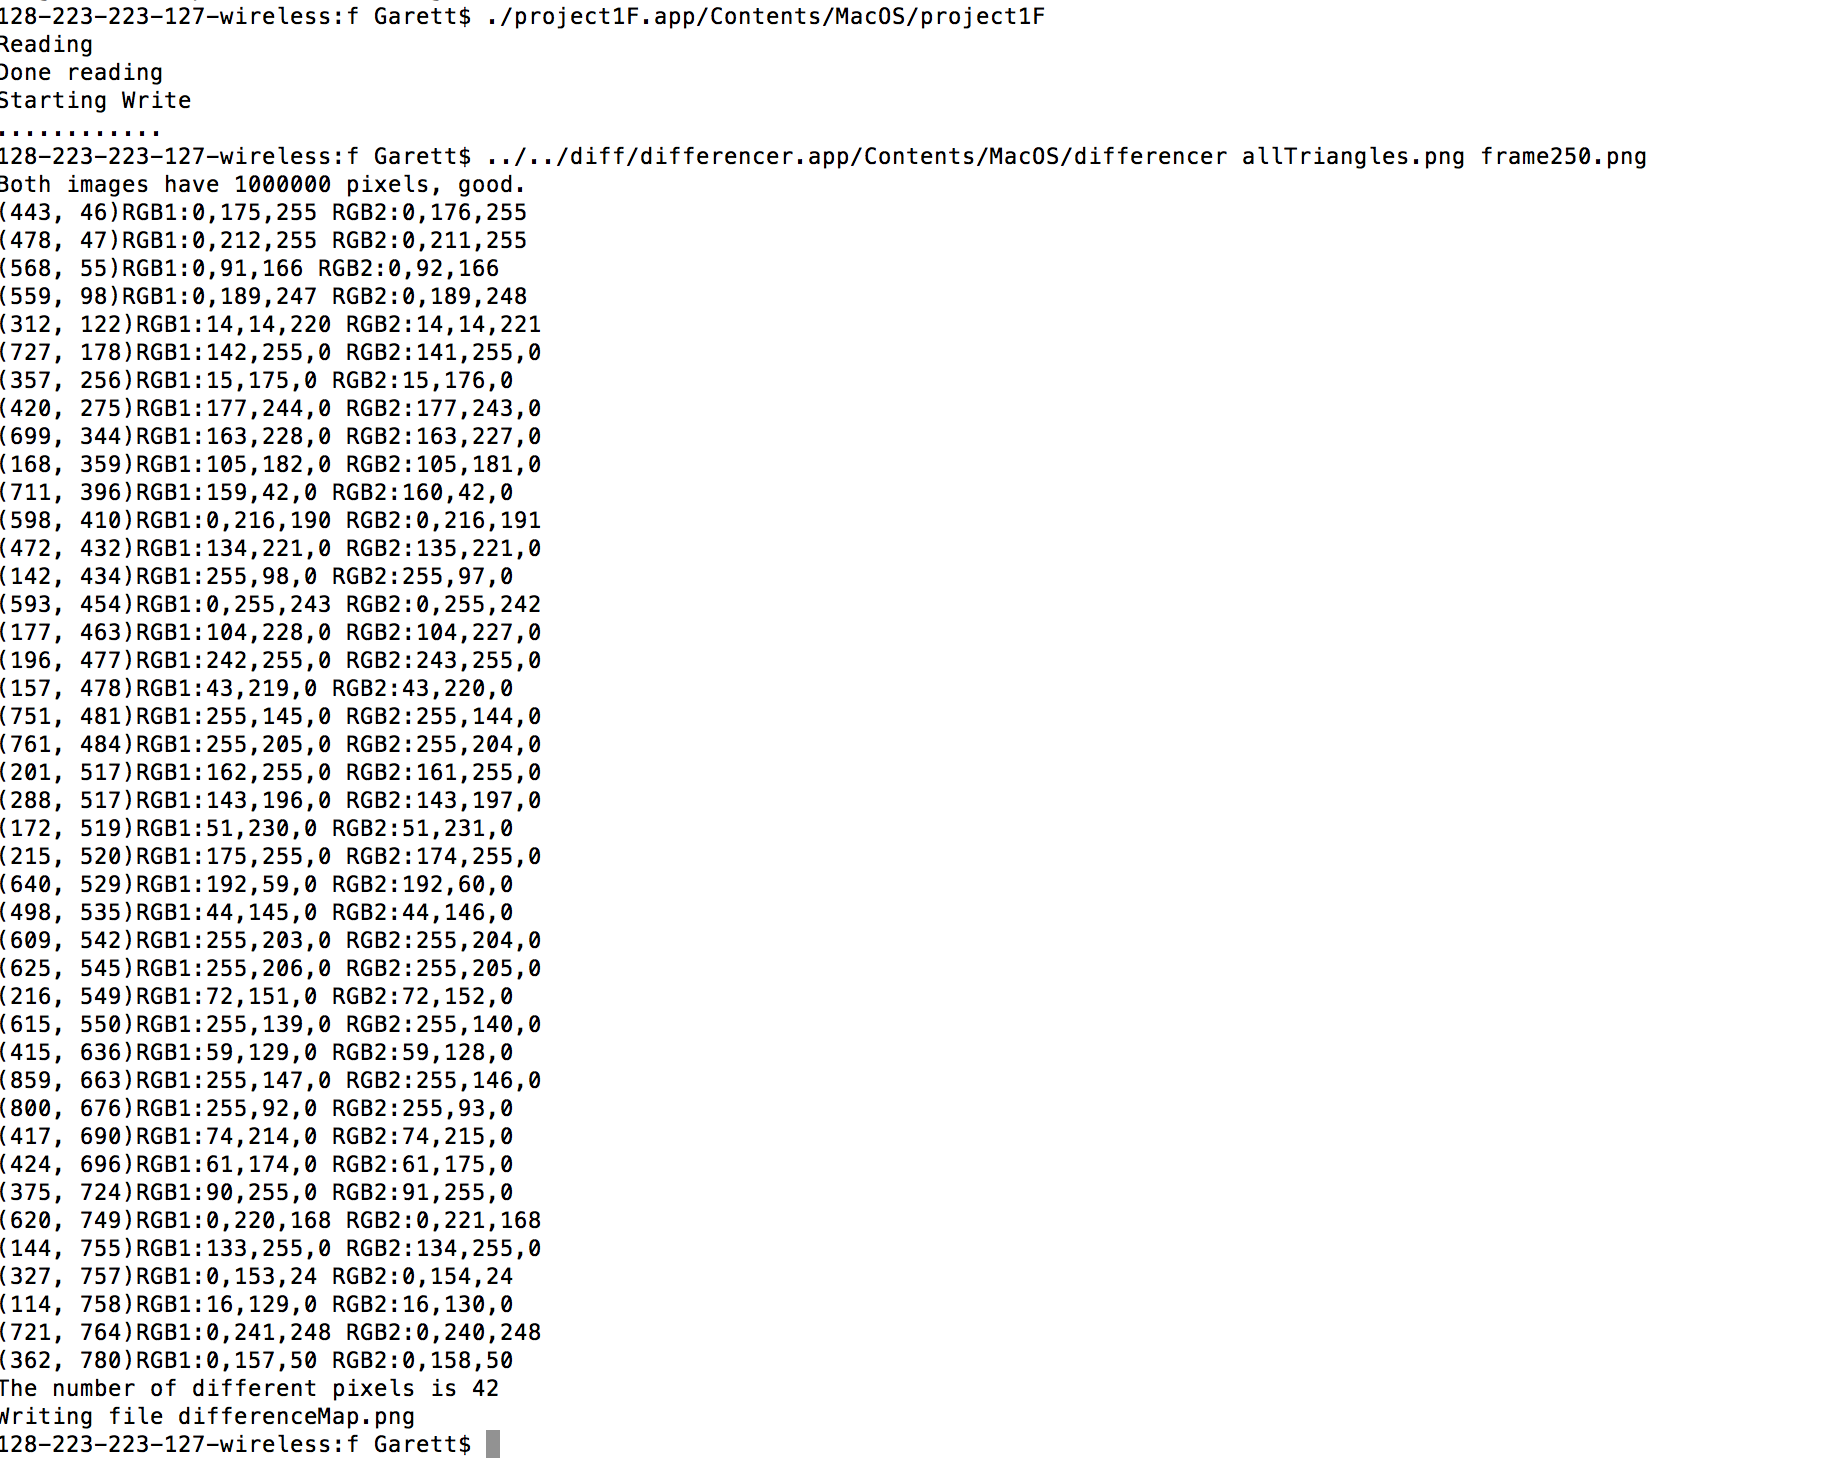 128-223-223-127-wireless:f Garett$ ./project1F.app/Contents/MacOS/project1F
Reading
Done reading
Starting Write
............
128-223-223-127-wireless:f Garett$ ../../diff/differencer.app/Contents/MacOS/differencer allTriangles.png frame250.png
Both images have 1000000 pixels, good.
(443, 46)RGB1:0,175,255 RGB2:0,176,255
(478, 47)RGB1:0,212,255 RGB2:0,211,255
(568, 55)RGB1:0,91,166 RGB2:0,92,166
(559, 98)RGB1:0,189,247 RGB2:0,189,248
(312, 122)RGB1:14,14,220 RGB2:14,14,221
(727, 178)RGB1:142,255,0 RGB2:141,255,0
(357, 256)RGB1:15,175,0 RGB2:15,176,0
(420, 275)RGB1:177,244,0 RGB2:177,243,0
(699, 344)RGB1:163,228,0 RGB2:163,227,0
(168, 359)RGB1:105,182,0 RGB2:105,181,0
(711, 396)RGB1:159,42,0 RGB2:160,42,0
(598, 410)RGB1:0,216,190 RGB2:0,216,191
(472, 432)RGB1:134,221,0 RGB2:135,221,0
(142, 434)RGB1:255,98,0 RGB2:255,97,0
(593, 454)RGB1:0,255,243 RGB2:0,255,242
(177, 463)RGB1:104,228,0 RGB2:104,227,0
(196, 477)RGB1:242,255,0 RGB2:243,255,0
(157, 478)RGB1:43,219,0 RGB2:43,220,0
(751, 481)RGB1:255,145,0 RGB2:255,144,0
(761, 484)RGB1:255,205,0 RGB2:255,204,0
(201, 517)RGB1:162,255,0 RGB2:161,255,0
(288, 517)RGB1:143,196,0 RGB2:143,197,0
(172, 519)RGB1:51,230,0 RGB2:51,231,0
(215, 520)RGB1:175,255,0 RGB2:174,255,0
(640, 529)RGB1:192,59,0 RGB2:192,60,0
(498, 535)RGB1:44,145,0 RGB2:44,146,0
(609, 542)RGB1:255,203,0 RGB2:255,204,0
(625, 545)RGB1:255,206,0 RGB2:255,205,0
(216, 549)RGB1:72,151,0 RGB2:72,152,0
(615, 550)RGB1:255,139,0 RGB2:255,140,0
(415, 636)RGB1:59,129,0 RGB2:59,128,0
(859, 663)RGB1:255,147,0 RGB2:255,146,0
(800, 676)RGB1:255,92,0 RGB2:255,93,0
(417, 690)RGB1:74,214,0 RGB2:74,215,0
(424, 696)RGB1:61,174,0 RGB2:61,175,0
(375, 724)RGB1:90,255,0 RGB2:91,255,0
(620, 749)RGB1:0,220,168 RGB2:0,221,168
(144, 755)RGB1:133,255,0 RGB2:134,255,0
(327, 757)RGB1:0,153,24 RGB2:0,154,24
(114, 758)RGB1:16,129,0 RGB2:16,130,0
(721, 764)RGB1:0,241,248 RGB2:0,240,248
(362, 780)RGB1:0,157,50 RGB2:0,158,50
The number of different pixels is 42
Writing file differenceMap.png
128-223-223-127-wireless:f Garett$